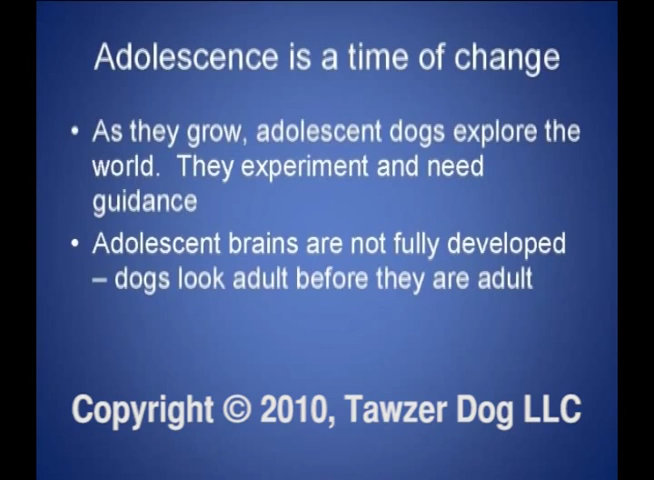 Adolescence is a time of change
• As they grow, adolescent dogs explore the
world.  They experiment and need
guidance
• Adolescent brains are not fully developed
– dogs look adult before they are adult
Copyright © 2010, Tawzer Dog LLC